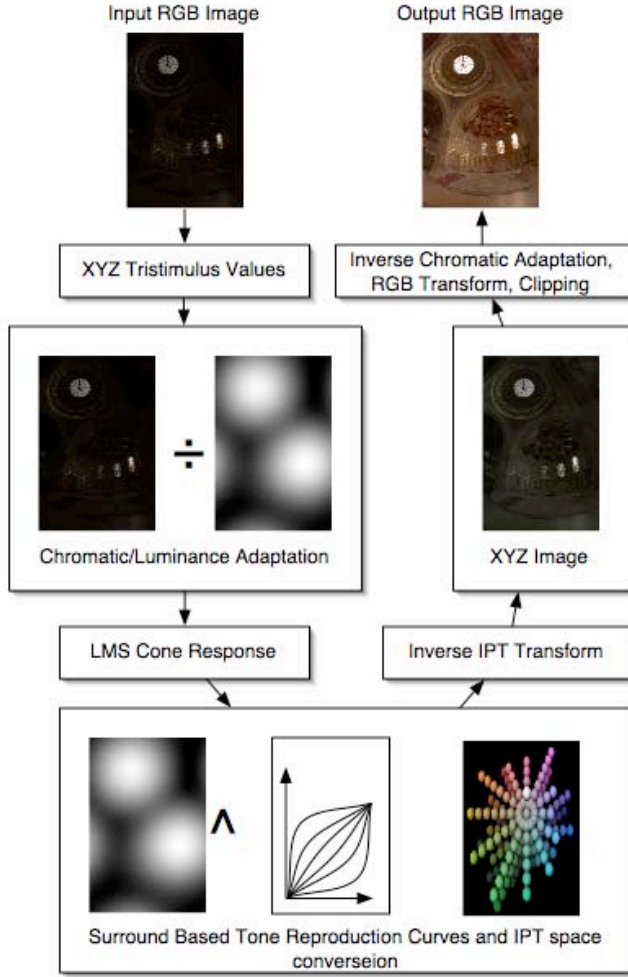 Input RGB Image
Output RGB Image
XYZ Tristimulus Values
Inverse Chromatic Adaptation,
RGB Transform, Clipping
÷
Chromatic/Luminance Adaptation
XYZ Image
LMS Cone Response
Inverse IPT Transform
^
Surround Based Tone Reproduction Curves and IPT space
converseion